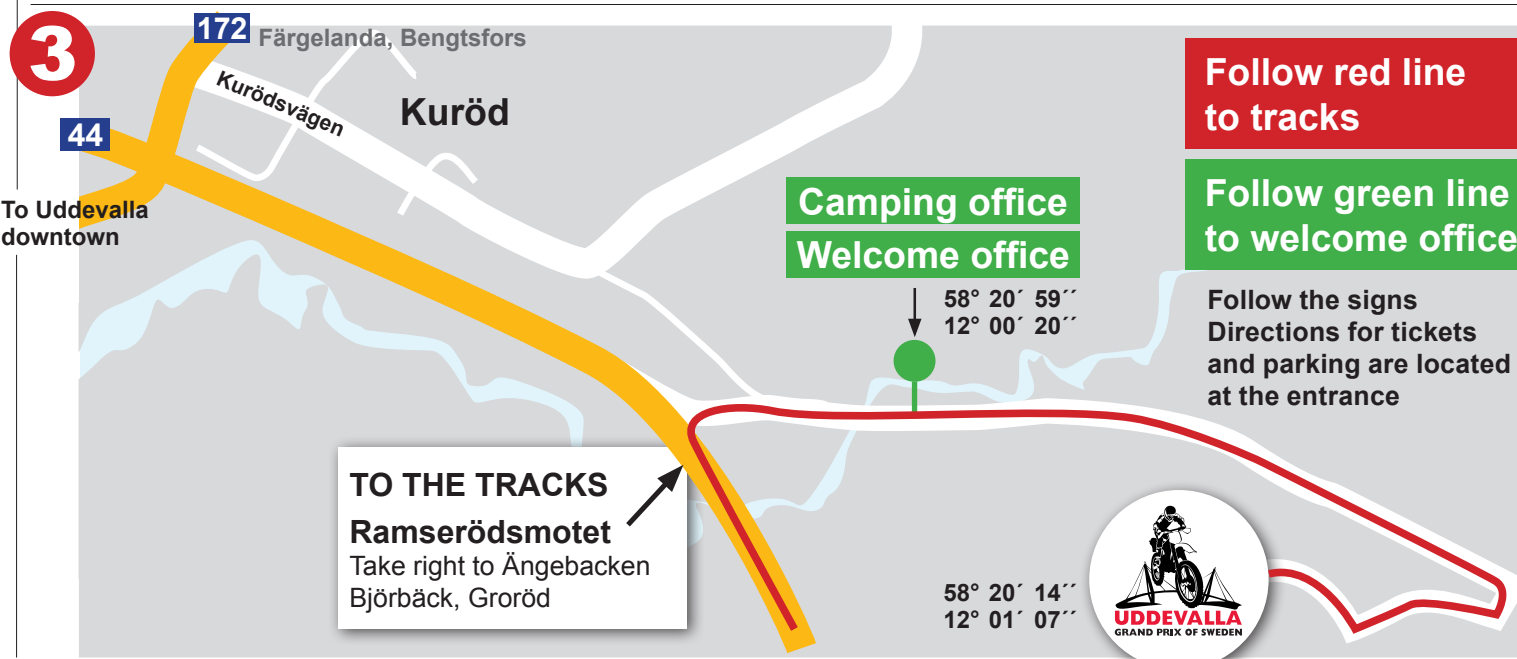 3
172
Färgelanda, Bengtsfors
Kurödsvägen
Kuröd
44
To Uddevalla
downtown
Follow red line
to tracks
Camping office
Welcome office
58° 20´ 59´´
12° 00´ 20´´
Follow green line
to welcome office
Follow the signs
Directions for tickets
and parking are located
at the entrance
TO THE TRACKS
Ramserödsmotet
Take right to Ängebacken
Björbäck, Groröd
58° 20´ 14´´
12° 01´ 07´´
UDDEVALLA
GRAND PRIX OF SWEDEN